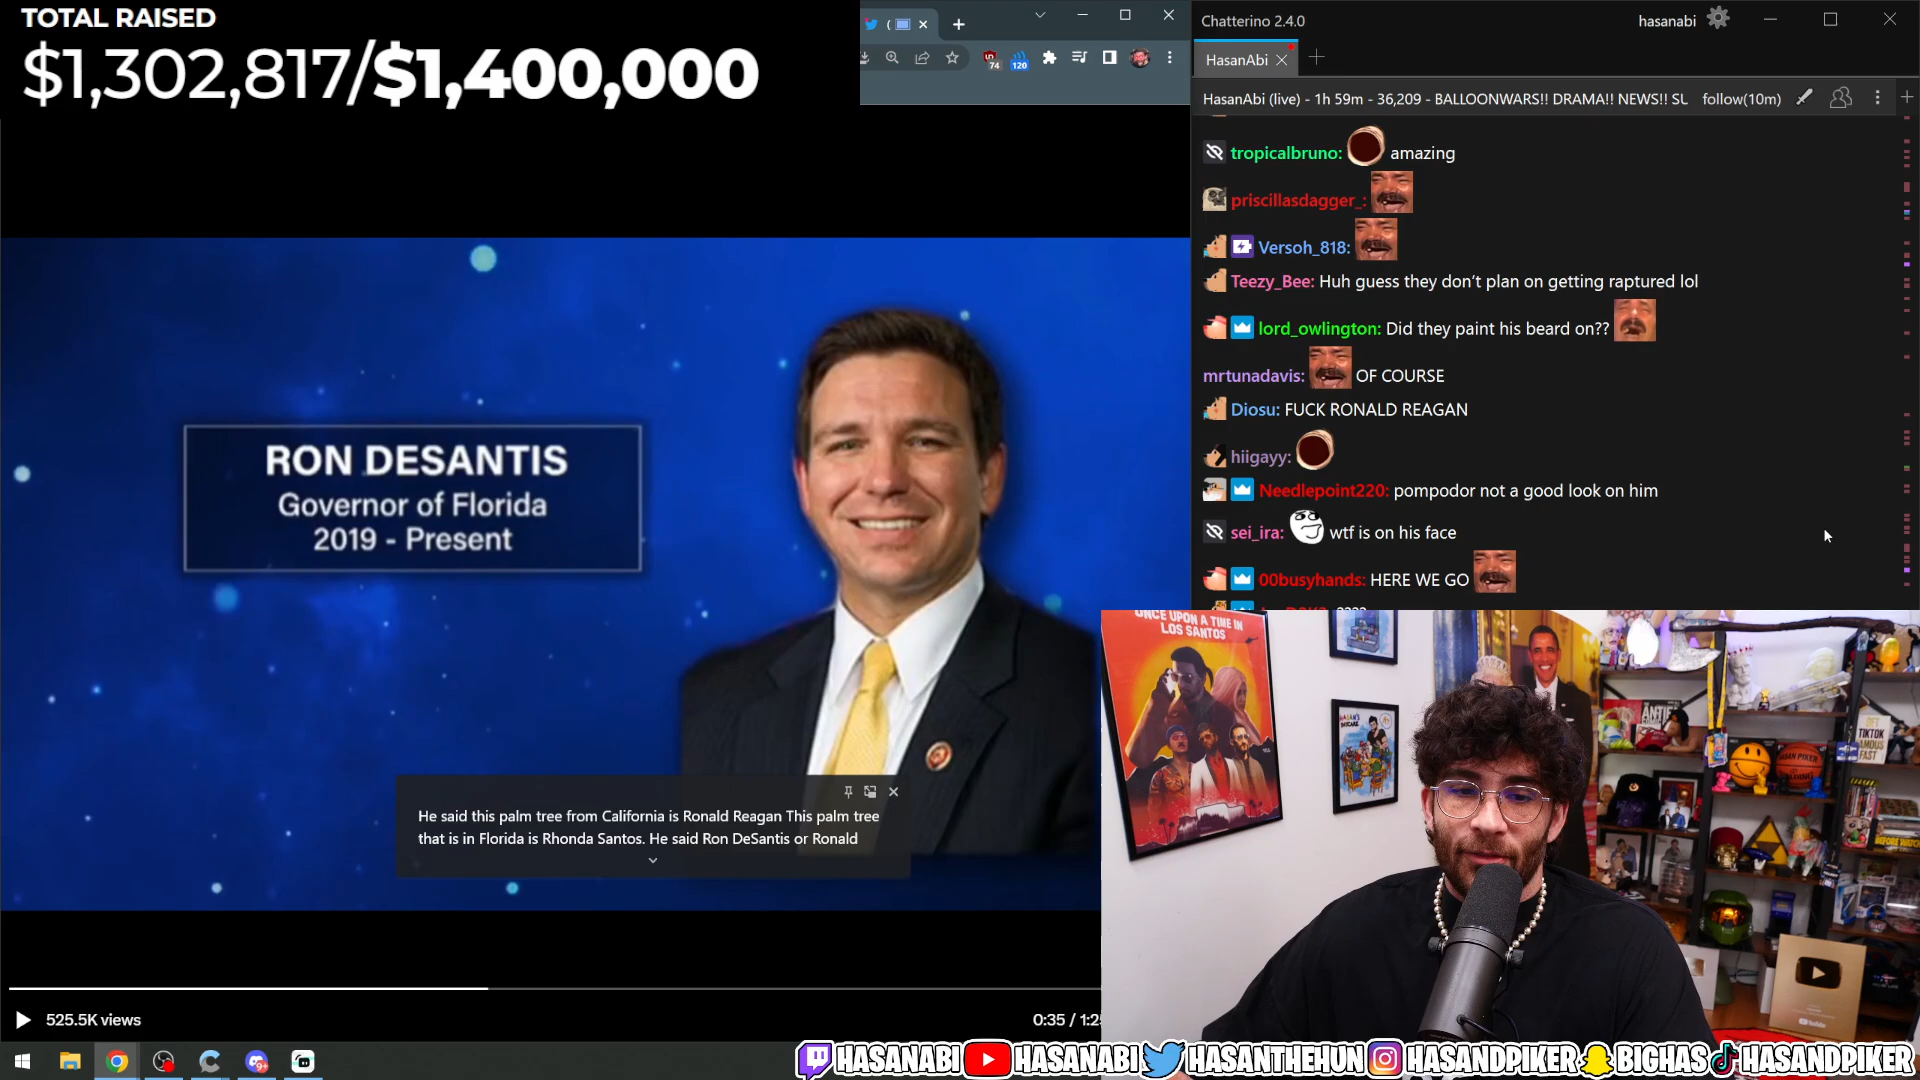 TOTAL RAISED
$1,302,817/$1,400,000
74
120
Chatterino 2.4.0
hasanabi
HasanAbi
HasanAbi (live) - 1h 59m - 36,209 - BALLOONWARS!! DRAMA!! NEWS!! SU
follow(10m)
tropicalbruno: amazing
priscillasdagger_:
Versoh_818:
Teezy_Bee: Huh guess they don’t plan on getting raptured lol
lord_owlington: Did they paint his beard on??
mrtunadavis: OF COURSE
Diosu: FUCK RONALD REAGAN
hiigayy:
Needlepoint220: pompodor not a good look on him
sei_ira: wtf is on his face
00busyhands: HERE WE GO
RON DESANTIS
Governor of Florida
2019 - Present
He said this palm tree from California is Ronald Reagan This palm tree
that is in Florida is Rhonda Santos. He said Ron DeSantis or Ronald
525.5K views
0:35 / 1:2
ONCE UPON A TIME IN
LOS SANTOS
TIKTOK
FAMOUS
FAST
HASANABI HASANABI HASANTHEHUN HASANDPIKER BIGHAS HASANDPIKER